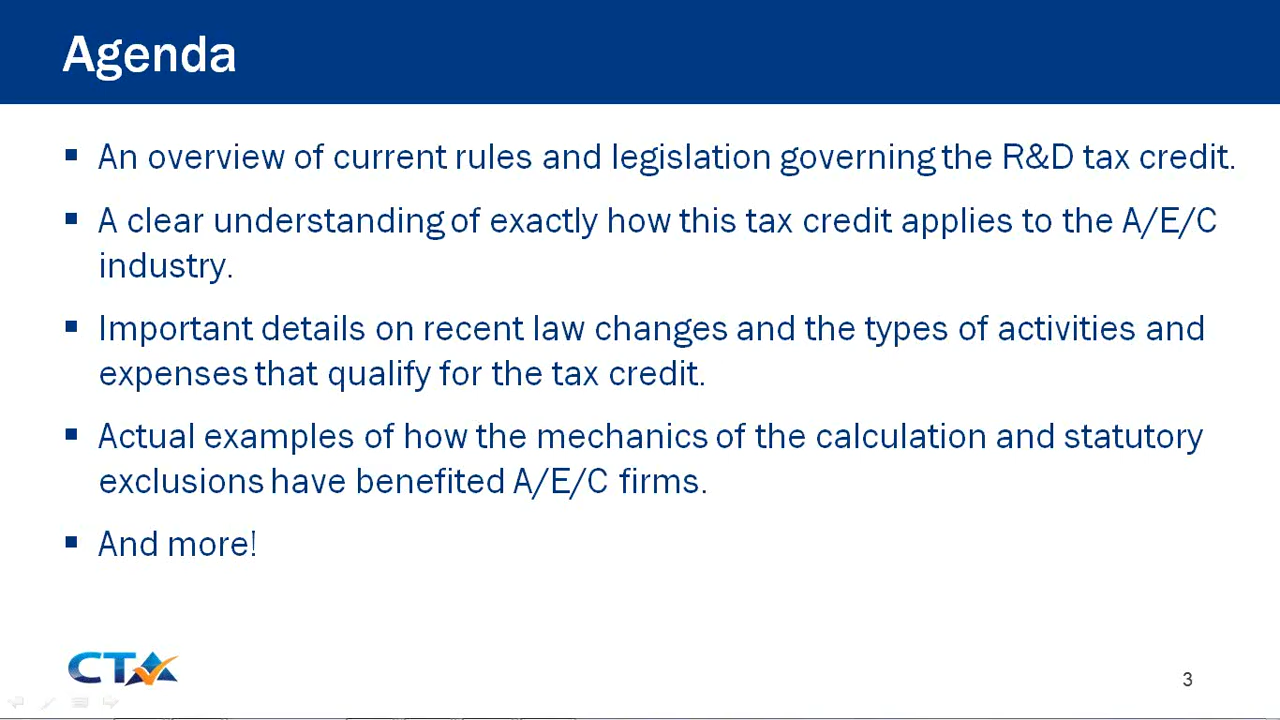 Agenda
▪ An overview of current rules and legislation governing the R&D tax credit.
▪ A clear understanding of exactly how this tax credit applies to the A/E/C
industry.
▪ Important details on recent law changes and the types of activities and
expenses that qualify for the tax credit.
▪ Actual examples of how the mechanics of the calculation and statutory
exclusions have benefited A/E/C firms.
▪ And more!
CTA
3